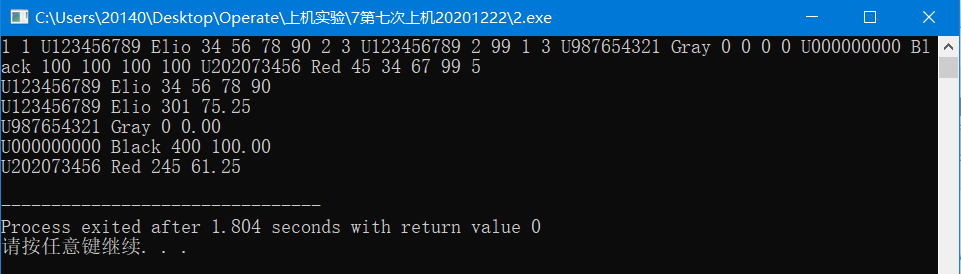 C:\Users\20140\Desktop\Operate\上机实验\7第七次上机20201222\2.exe
1 1 U123456789 Elio 34 56 78 90 2 3 U123456789 2 99 1 3 U987654321 Gray 0 0 0 0 U000000000 Bl
ack 100 100 100 100 U202073456 Red 45 34 67 99 5
U123456789 Elio 34 56 78 90
U123456789 Elio 301 75.25
U987654321 Gray 0 0.00
U000000000 Black 400 100.00
U202073456 Red 245 61.25
--------------------------------
Process exited after 1.804 seconds with return value 0
请按任意键继续. . .